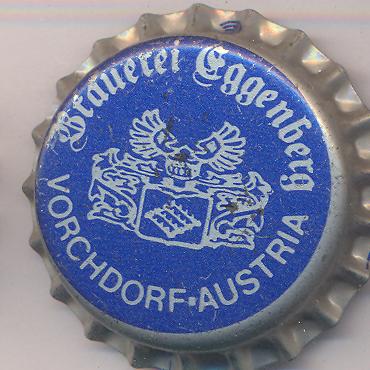 Brauerei Eggenberg
VORCHDORF·AUSTRIA